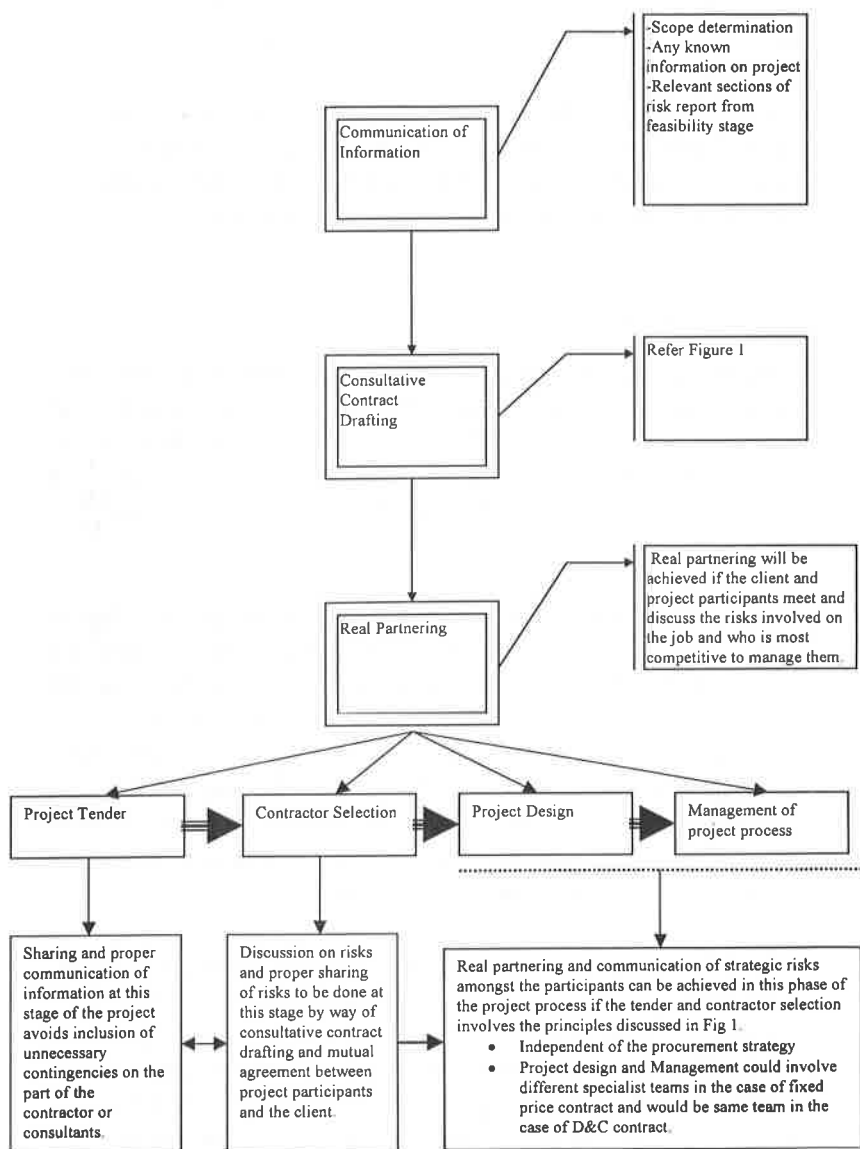 -Scope determination
-Any known
information on project
-Relevant sections of
risk report from
feasibility stage
Communication of
Information
Consultative
Contract
Drafting
Refer Figure 1
Real partnering will be
achieved if the client and
project participants meet and
discuss the risks involved on
the job and who is most
competitive to manage them.
Real Partnering
Project Tender
Contractor Selection
Project Design
Management of
project process
Sharing and proper
communication of
information at this
stage of the project
avoids inclusion of
unnecessary
contingencies on the
part of the
contractor or
consultants.
Discussion on risks
and proper sharing
of risks to be done at
this stage by way of
consultative contract
drafting and mutual
agreement between
project participants
and the client.
Real partnering and communication of strategic risks
amongst the participants can be achieved in this phase of
the project process if the tender and contractor selection
involves the principles discussed in Fig 1.
• Independent of the procurement strategy
• Project design and Management could involve
different specialist teams in the case of fixed
price contract and would be same team in the
case of D&C contract.